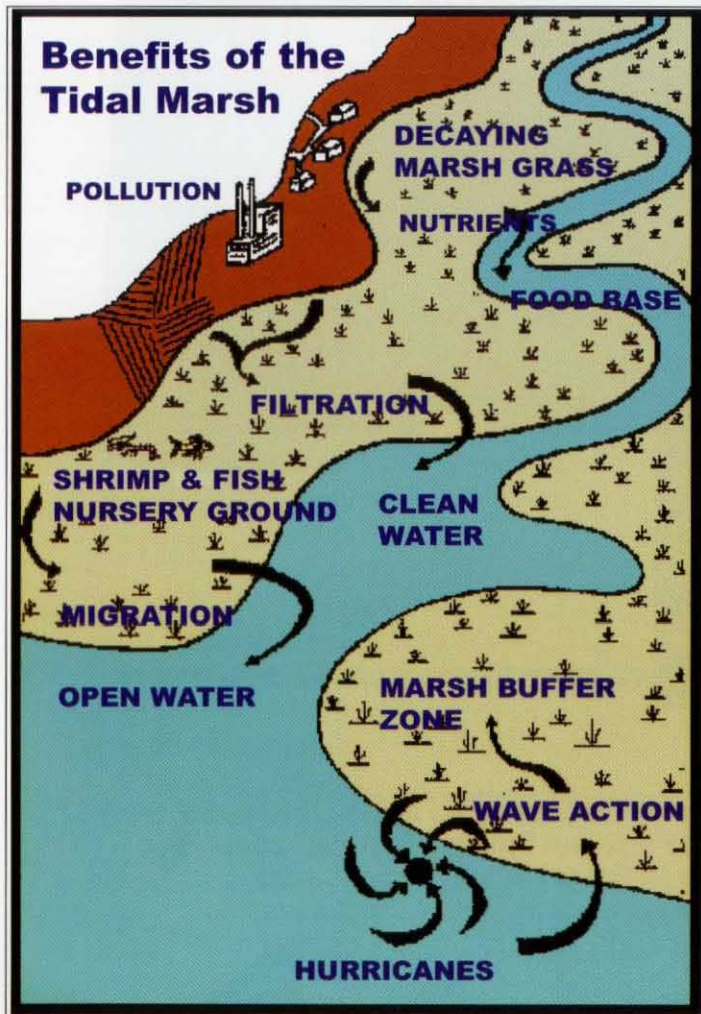 Benefits of the
Tidal Marsh
POLLUTION
DECAYING
MARSH GRASS
NUTRIENTS
FOOD BASE
FILTRATION
SHRIMP & FISH
NURSERY GROUND
CLEAN
WATER
MIGRATION
OPEN WATER
MARSH BUFFER
ZONE
WAVE ACTION
HURRICANES